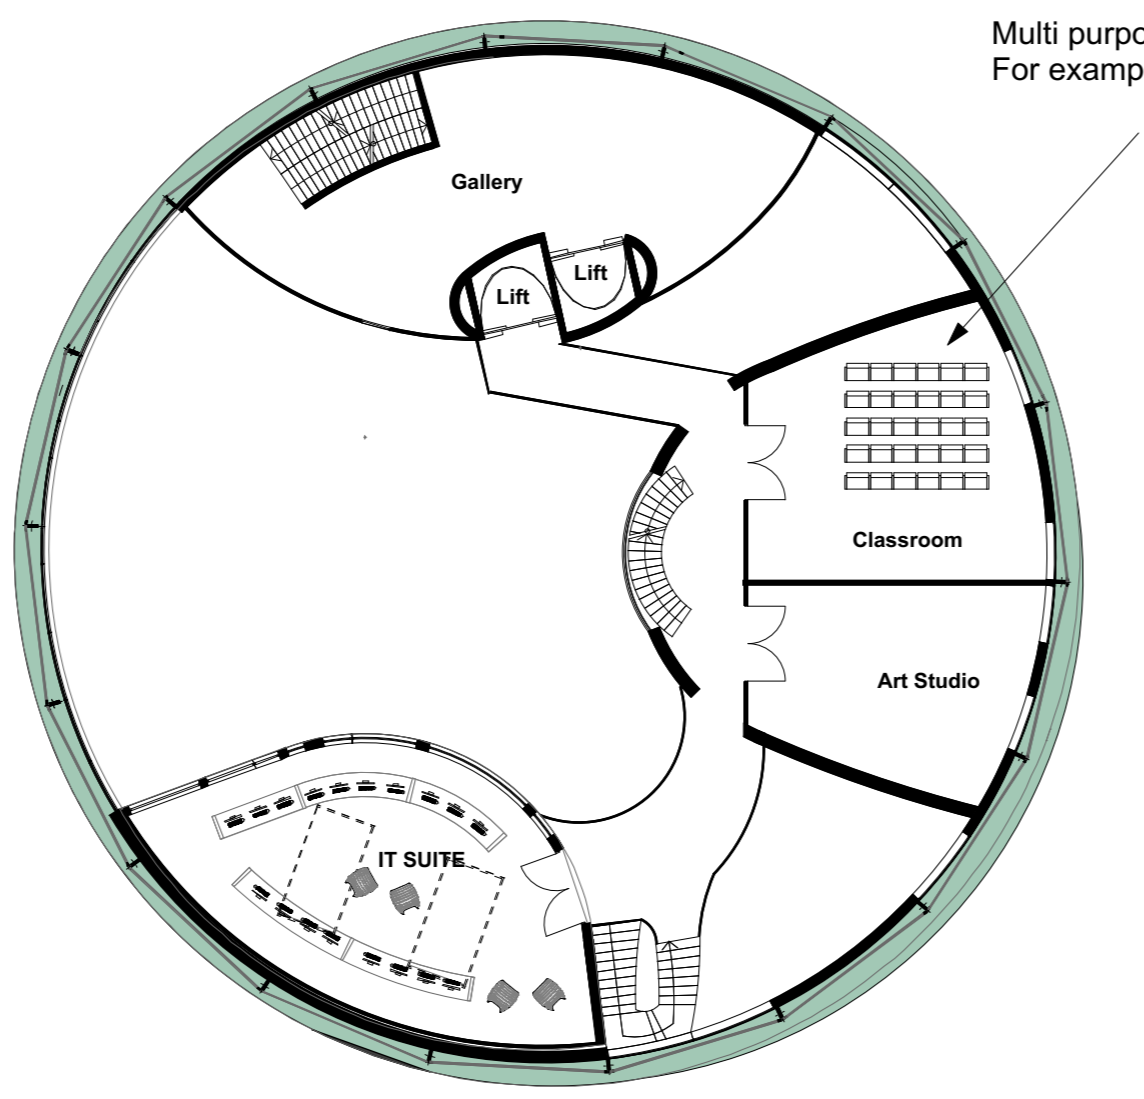 Multi purpo
For examp
Gallery
Lift
Lift
Classroom
Art Studio
IT SUITE